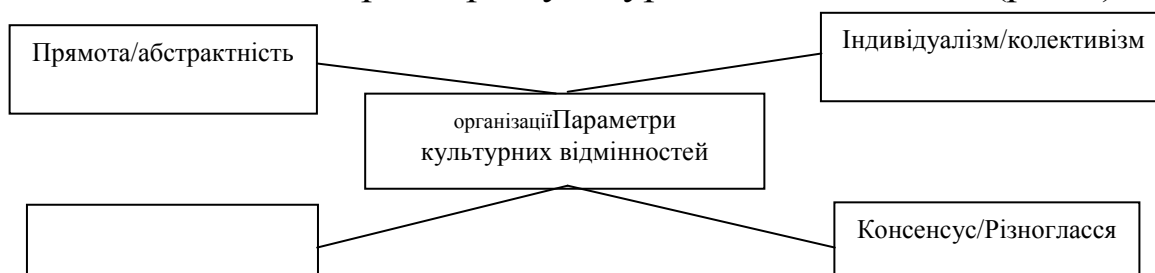 Прямота/абстрактність
Індивідуалізм/колективізм
організаціїПараметри
культурних відмінностей
Консенсус/Різногласся